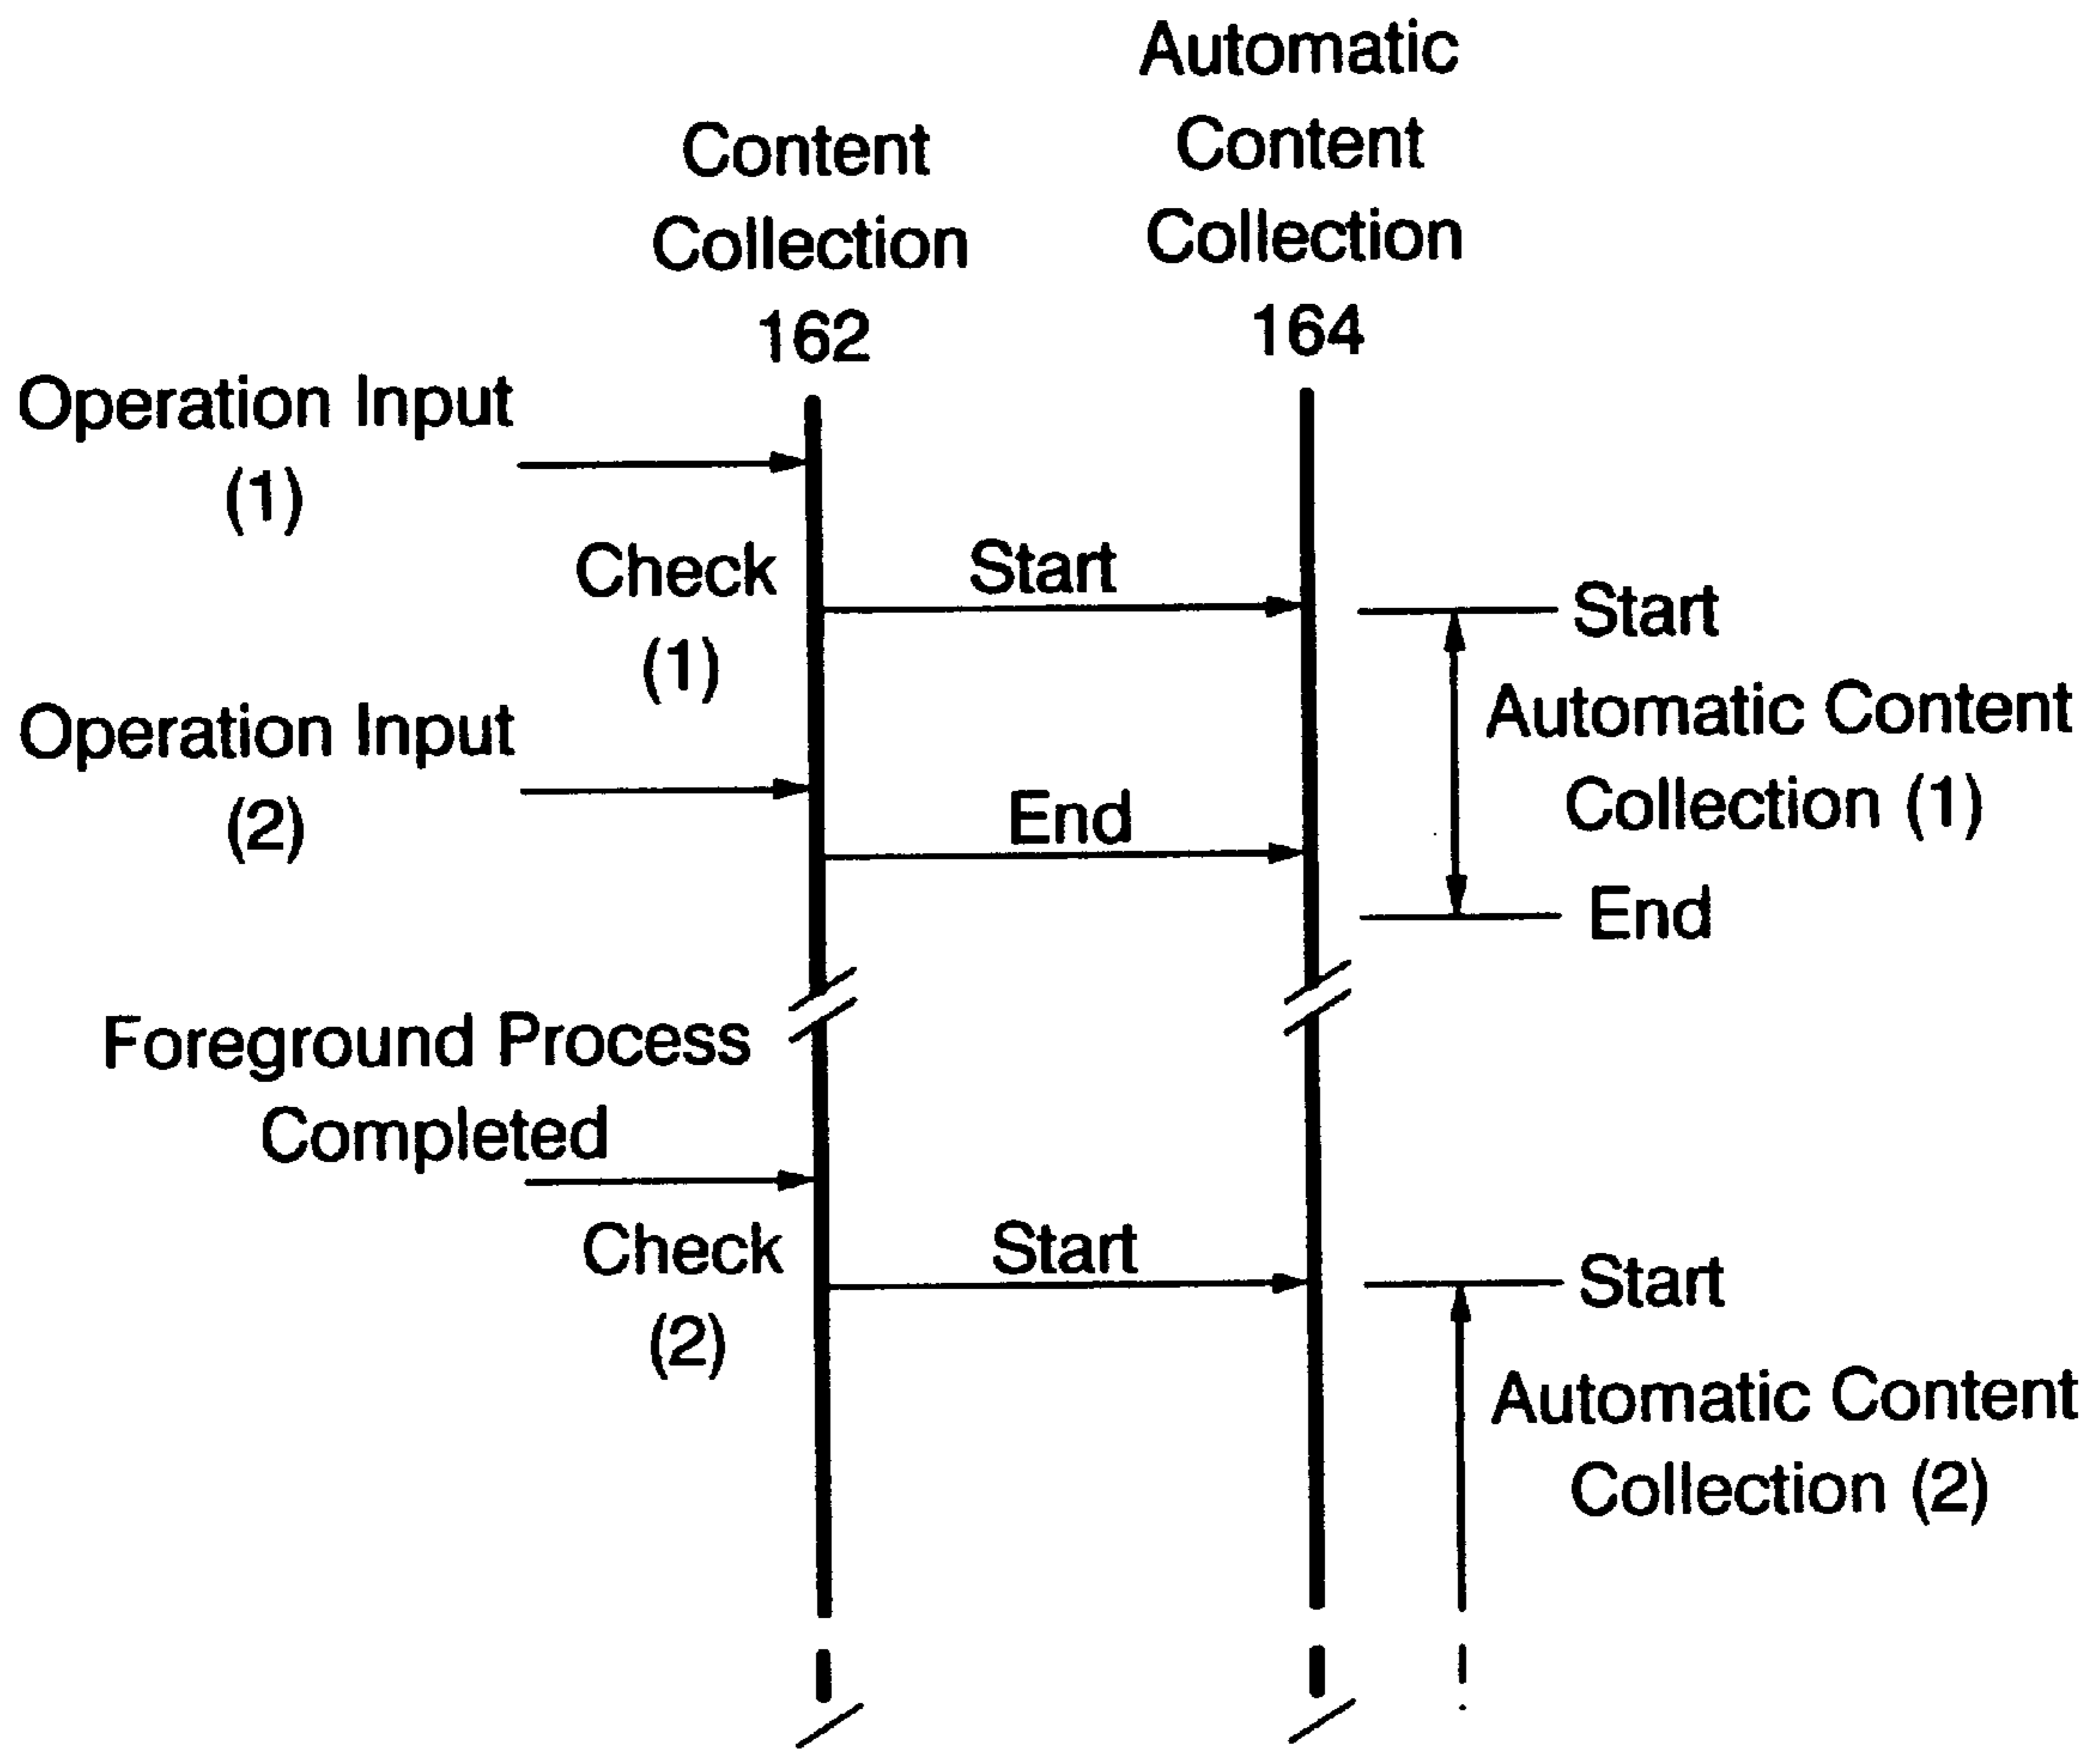 Automatic
Content
Collection
164
Content
Collection
162
Operation Input
(1)
Check
(1)
Start
Start
Automatic Content
Collection (1)
Operation Input
(2)
End
End
Foreground Process
Completed
Check
(2)
Start
Start
Automatic Content
Collection (2)